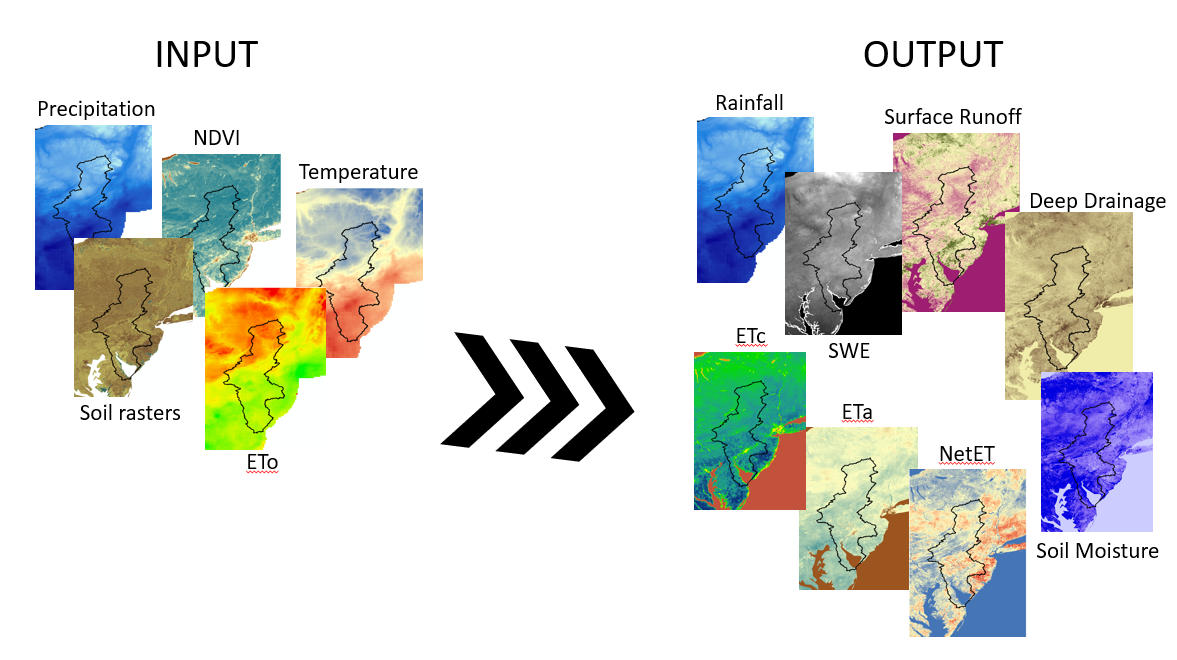 INPUT
Precipitation
NDVI
Temperature
Soil rasters
ETo
OUTPUT
Rainfall
Surface Runoff
Deep Drainage
SWE
ETc
ETa
NetET
Soil Moisture